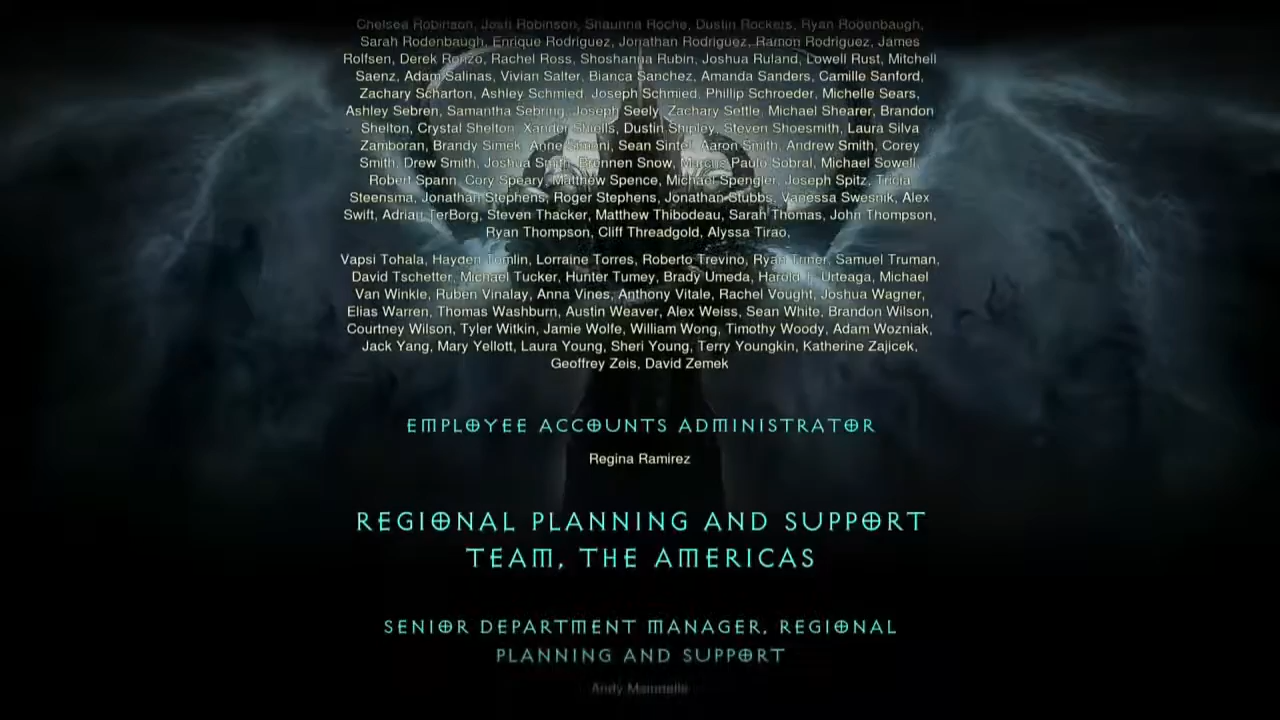 Chelsea Robinson, Josh Robinson, Shaunna Roche, Dustin Rockers, Ryan Rodenbaugh,
Sarah Rodenbaugh, Enrique Rodriguez, Jonathan Rodriguez, Ramon Rodriguez, James
Rolfsen, Derek Ronzo, Rachel Ross, Shoshanna Rubin, Joshua Ruland, Lowell Rust, Mitchell
Saenz, Adam Salinas, Vivian Salter, Bianca Sanchez, Amanda Sanders, Camille Sanford,
Zachary Scharton, Ashley Schmied, Joseph Schmied, Phillip Schroeder, Michelle Sears,
Ashley Sebren, Samantha Sebring, Joseph Seely, Zachary Settle, Michael Shearer, Brandon
Shelton, Crystal Shelton, Xander Shiells, Dustin Shipley, Steven Shoesmith, Laura Silva
Zamboran, Brandy Simek, Anne Simoni, Sean Sintef, Aaron Smith, Andrew Smith, Corey
Smith, Drew Smith, Joshua Smith, Brennen Snow, Marcus Paulo Sobral, Michael Sowell,
Robert Spann, Cory Speary, Matthew Spence, Michael Spengler, Joseph Spitz, Tricia
Steensma, Jonathan Stephens, Roger Stephens, Jonathan Stubbs, Vanessa Swesnik, Alex
Swift, Adrian TerBorg, Steven Thacker, Matthew Thibodeau, Sarah Thomas, John Thompson,
Ryan Thompson, Cliff Threadgold, Alyssa Tirao,
Vapsi Tohala, Hayden Tomlin, Lorraine Torres, Roberto Trevino, Ryan Triner, Samuel Truman,
David Tschetter, Michael Tucker, Hunter Tumey, Brady Umeda, Harold Urteaga, Michael
Van Winkle, Ruben Vinalay, Anna Vines, Anthony Vitale, Rachel Vought, Joshua Wagner,
Elias Warren, Thomas Washburn, Austin Weaver, Alex Weiss, Sean White, Brandon Wilson,
Courtney Wilson, Tyler Witkin, Jamie Wolfe, William Wong, Timothy Woody, Adam Wozniak,
Jack Yang, Mary Yellott, Laura Young, Sheri Young, Terry Youngkin, Katherine Zajicek,
Geoffrey Zeis, David Zemek
EMPLOYEE ACCOUNTS ADMINISTRATOR
Regina Ramirez
REGIONAL PLANNING AND SUPPORT
TEAM, THE AMERICAS
SENIOR DEPARTMENT MANAGER, REGIONAL
PLANNING AND SUPPORT
Andy